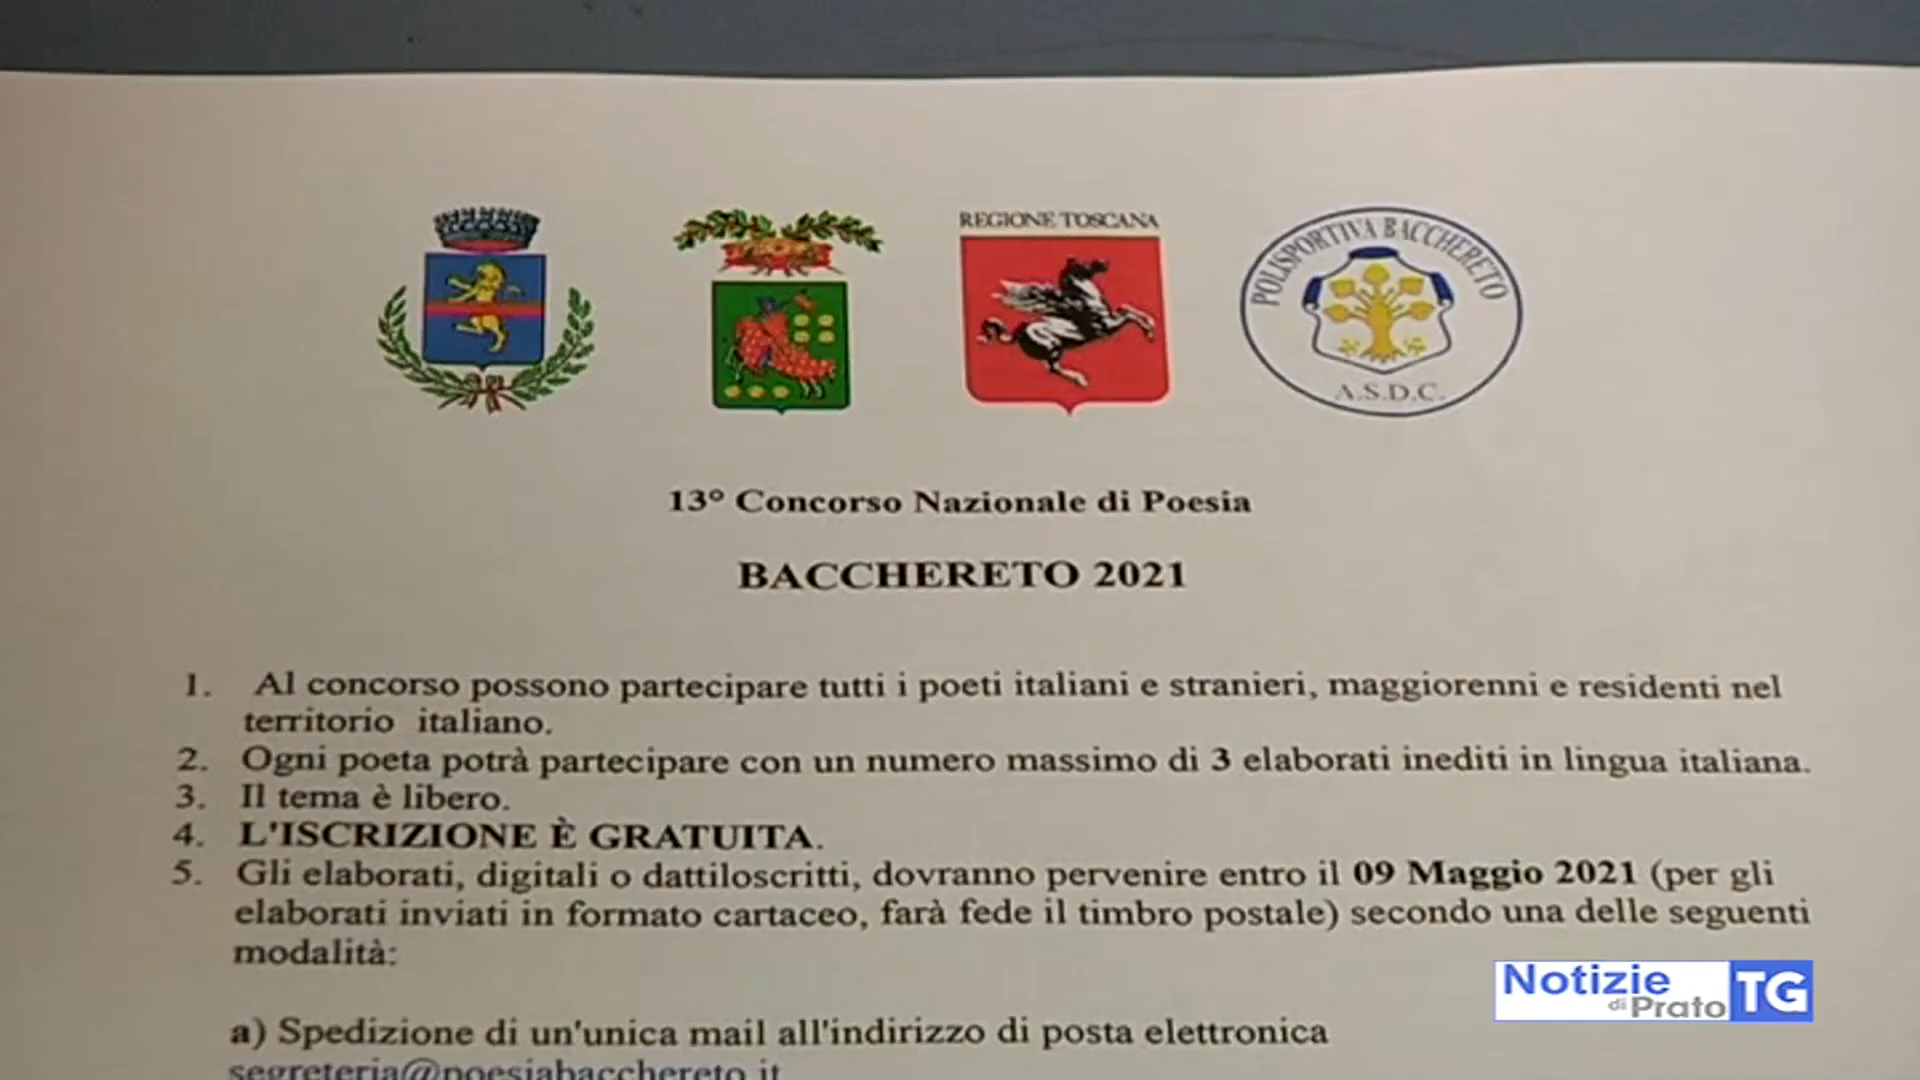 REGIONE TOSCANA
POLISPORTIVA BACCHERETO
A.S.D.C.
13° Concorso Nazionale di Poesia
BACCHERETO 2021
1. Al concorso possono partecipare tutti i poeti italiani e stranieri, maggiorenni e residenti nel
territorio italiano.
2. Ogni poeta potrà partecipare con un numero massimo di 3 elaborati inediti in lingua italiana.
3. Il tema è libero.
4. L'ISCRIZIONE È GRATUITA.
5. Gli elaborati, digitali o dattiloscritti, dovranno pervenire entro il 09 Maggio 2021 (per gli
elaborati inviati in formato cartaceo, farà fede il timbro postale) secondo una delle seguenti
modalità:
a) Spedizione di un'unica mail all'indirizzo di posta elettronica
segreteria@poesiabacchereto.it
Notizie
di Prato TG